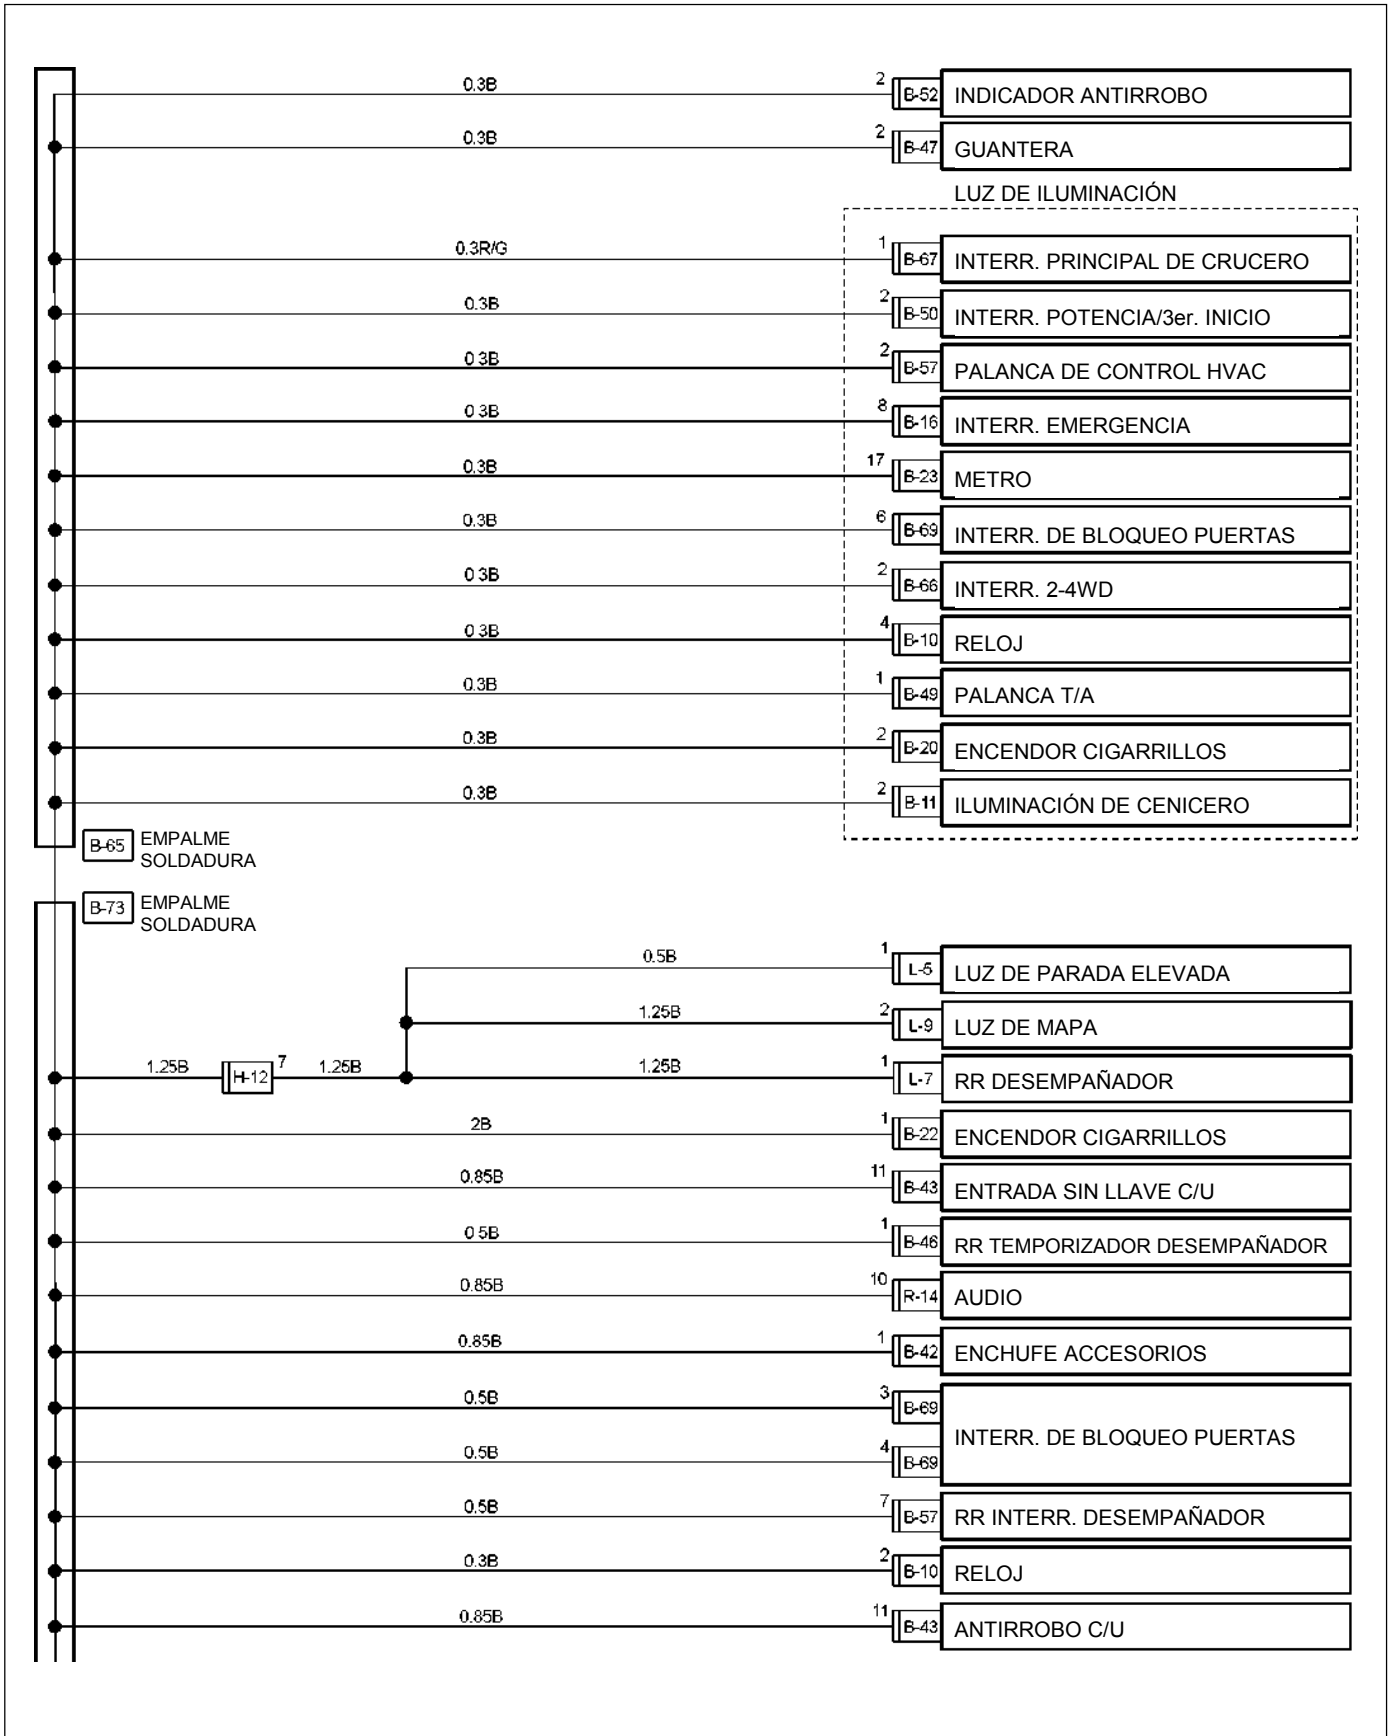 0.3B 2 B-52 INDICADOR ANTIRROBO
0.3B 2 B-47 GUANTERA
LUZ DE ILUMINACIÓN
0.3R/G 1 B-67 INTERR. PRINCIPAL DE CRUCERO
0.3B 2 B-50 INTERR. POTENCIA/3er. INICIO
0.3B 2 B-57 PALANCA DE CONTROL HVAC
0.3B 8 B-16 INTERR. EMERGENCIA
0.3B 17 B-23 METRO
0.3B 6 B-69 INTERR. DE BLOQUEO PUERTAS
0.3B 2 B-66 INTERR. 2-4WD
0.3B 4 B-10 RELOJ
0.3B 1 B-49 PALANCA T/A
0.3B 2 B-20 ENCENDOR CIGARRILLOS
0.3B 2 B-11 ILUMINACIÓN DE CENICERO
B-65 EMPALME
SOLDADURA
B-73 EMPALME
SOLDADURA
0.5B 1 L-5 LUZ DE PARADA ELEVADA
1.25B 2 L-9 LUZ DE MAPA
1.25B H-12 7 1.25B 1.25B 1 L-7 RR DESEMPAÑADOR
2B 1 B-22 ENCENDOR CIGARRILLOS
0.85B 11 B-43 ENTRADA SIN LLAVE C/U
0.5B 1 B-46 RR TEMPORIZADOR DESEMPAÑADOR
0.85B 10 R-14 AUDIO
0.85B 1 B-42 ENCHUFE ACCESORIOS
0.5B 3 B-69
INTERR. DE BLOQUEO PUERTAS
0.5B 4 B-69
0.5B 7 B-57 RR INTERR. DESEMPAÑADOR
0.3B 2 B-10 RELOJ
0.85B 11 B-43 ANTIRROBO C/U